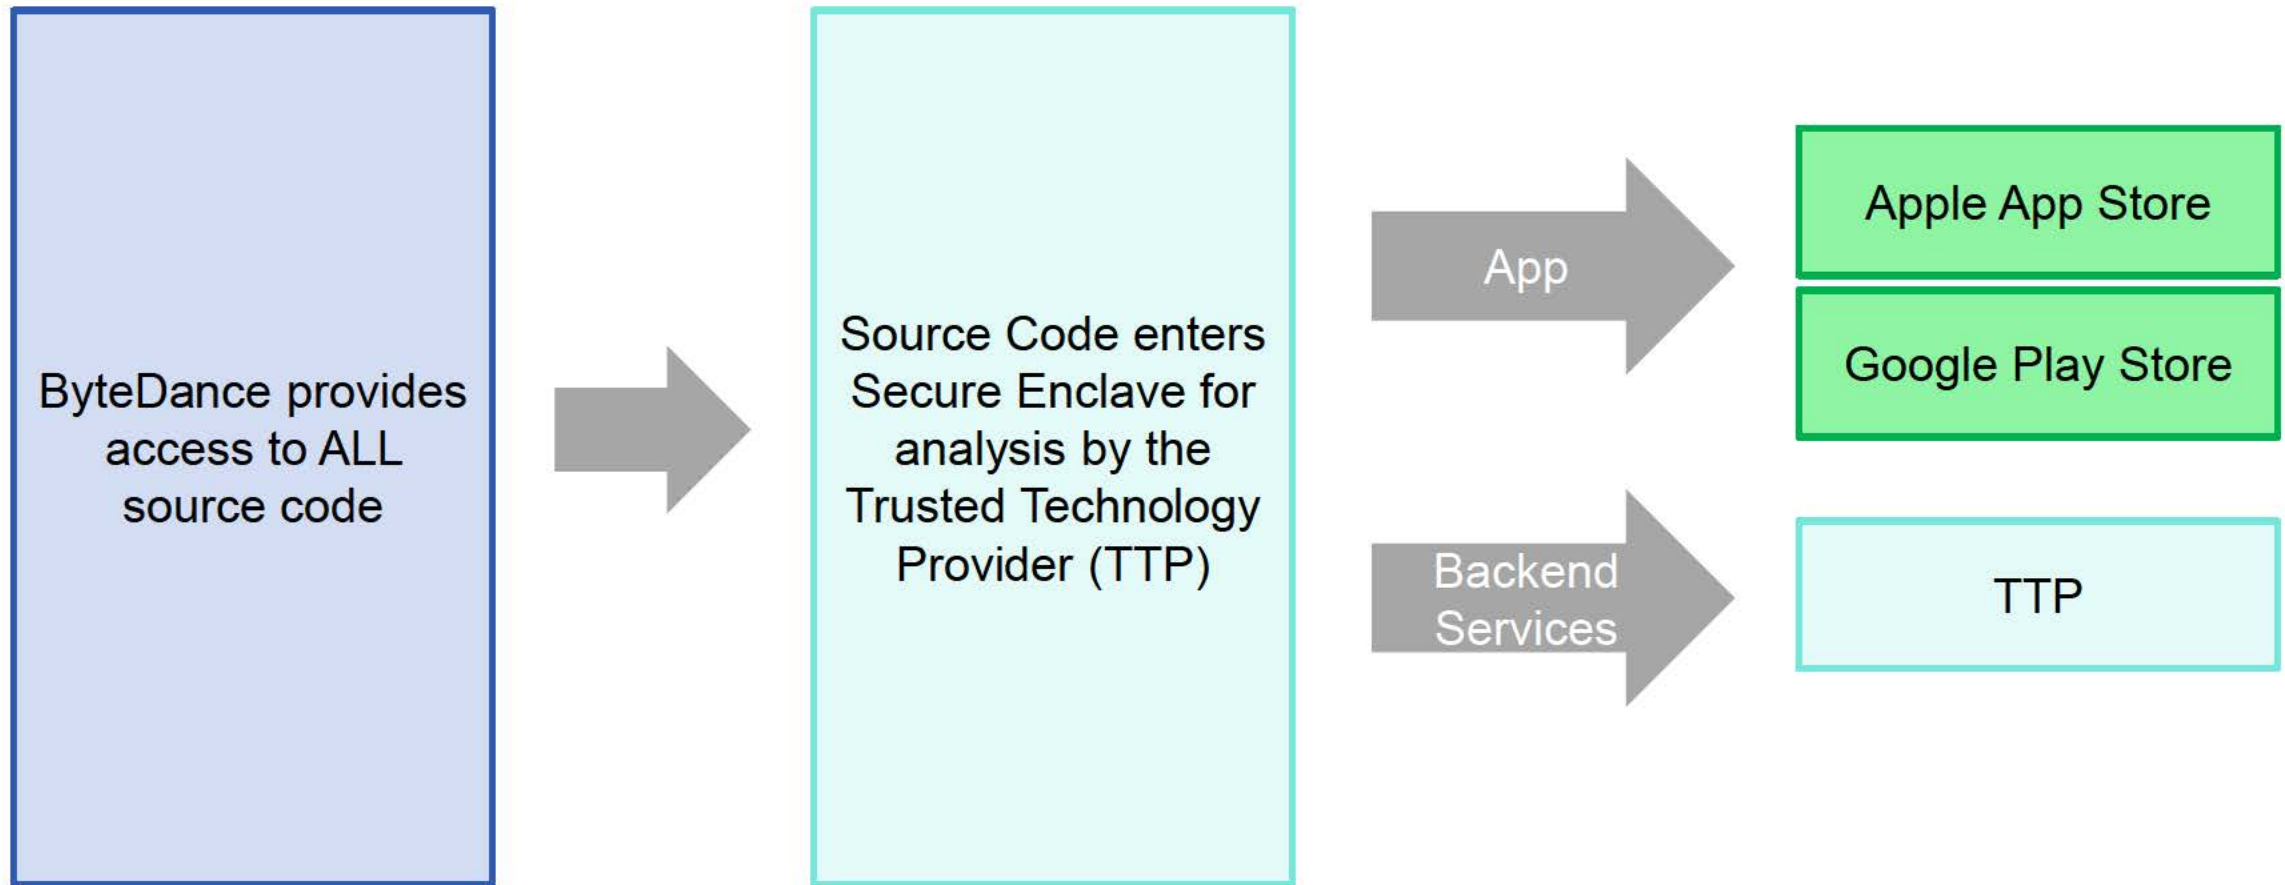 ByteDance provides
access to ALL
source code
Source Code enters
Secure Enclave for
analysis by the
Trusted Technology
Provider (TTP)
App
Apple App Store
Google Play Store
Backend
Services
TTP